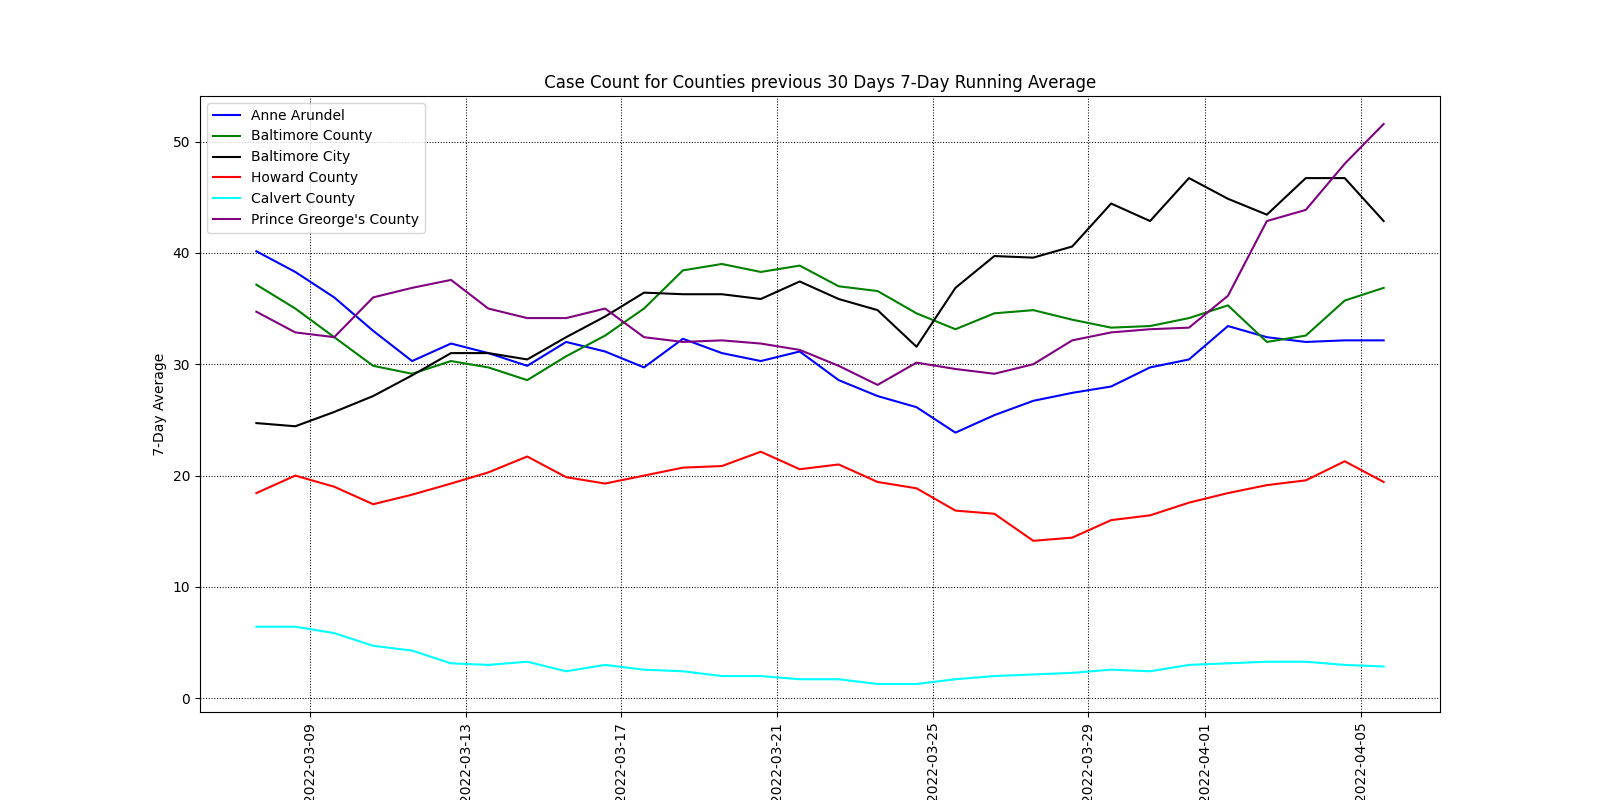 Case Count for Counties previous 30 Days 7-Day Running Average
Anne Arundel
Baltimore County
Baltimore City
Howard County
Calvert County
Prince Greorge's County
7-Day Average
50
40
30
20
10
0
2022-03-09
2022-03-13
2022-03-17
2022-03-21
2022-03-25
2022-03-29
2022-04-01
2022-04-05